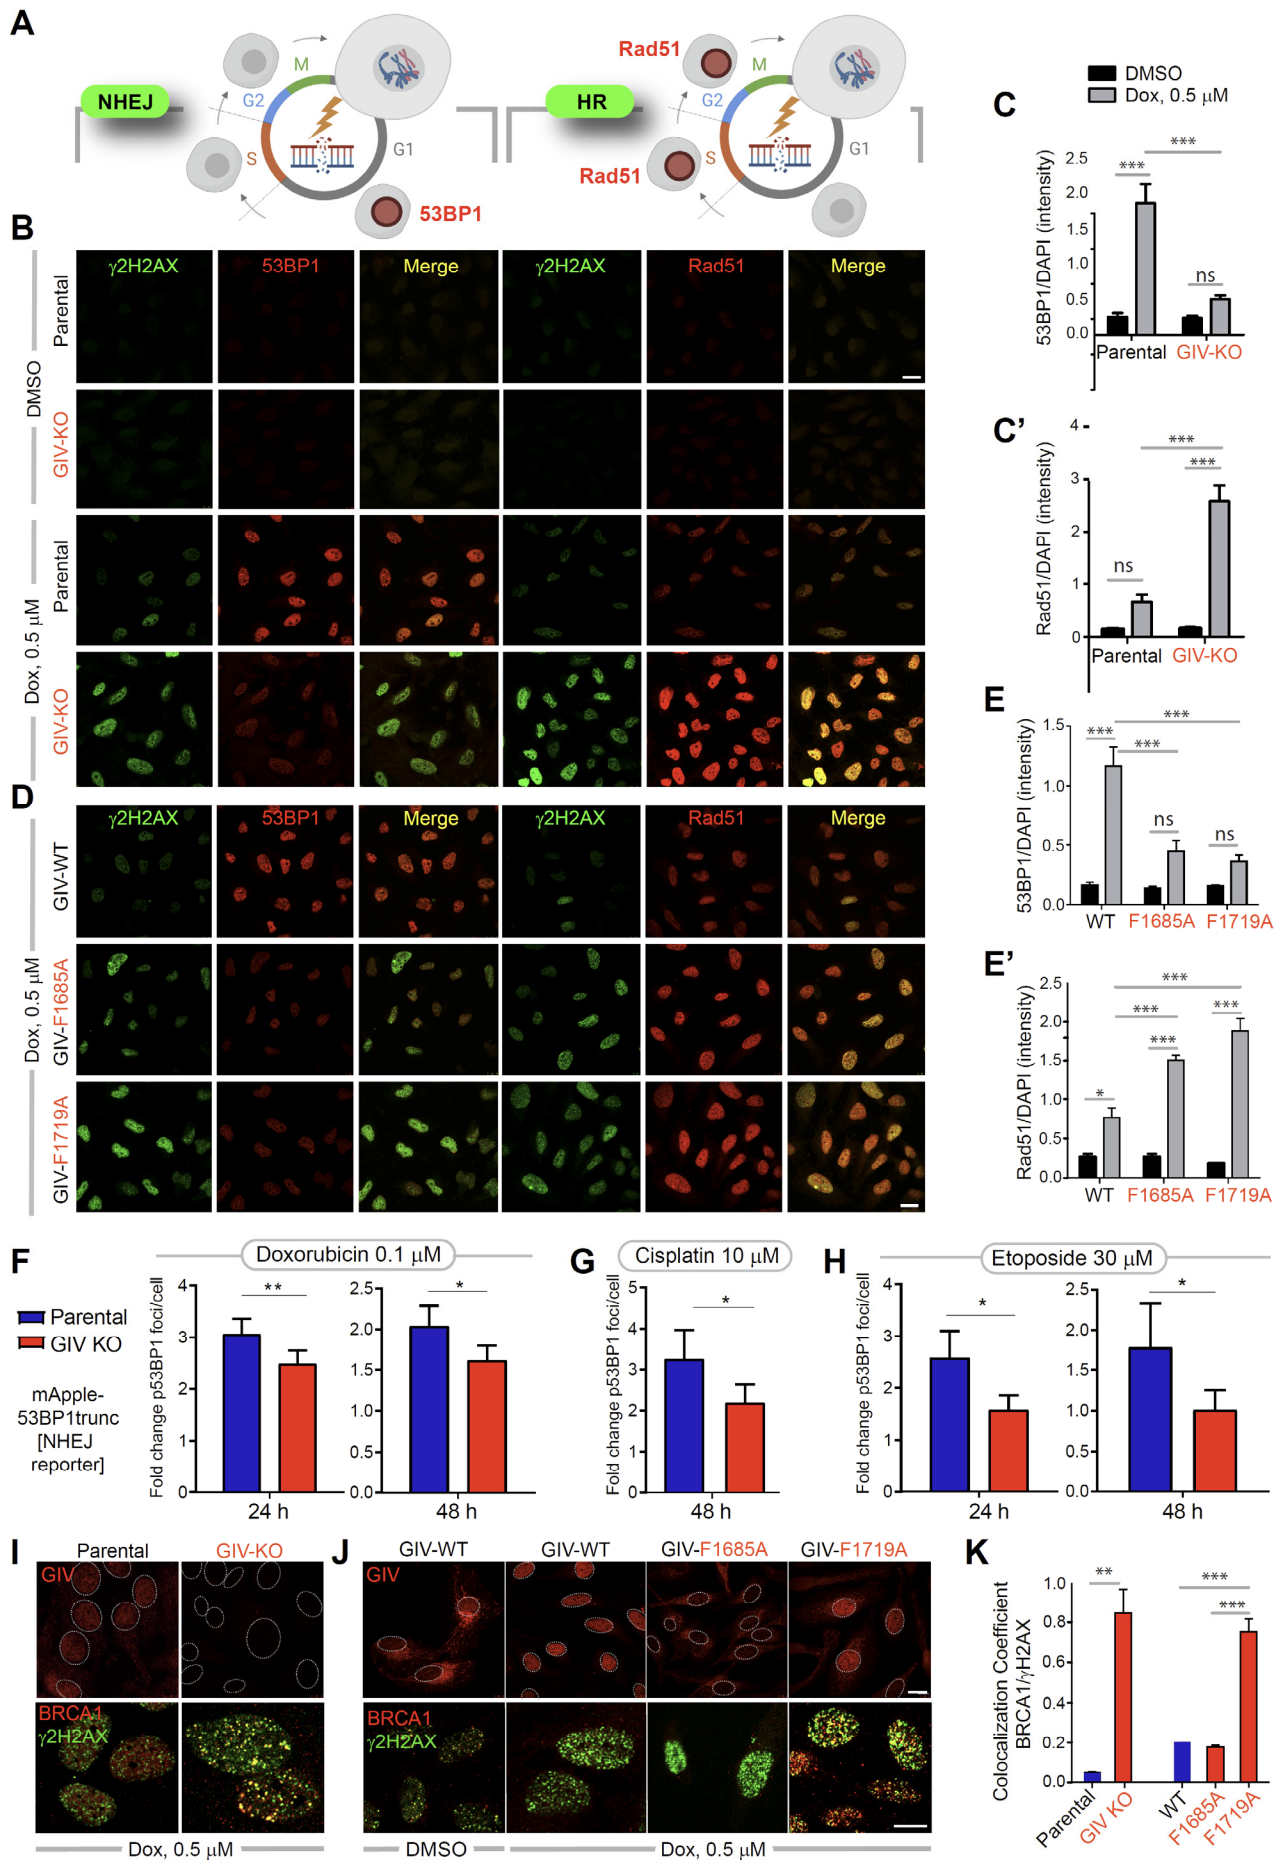 A
NHEJ
M
G2
S
G1
53BP1
HR
Rad51
Rad51
M
G2
S
G1
B
DMSO
Dox, 0.5 μM
Parental
GIV-KO
Parental
GIV-KO
γ2H2AX
53BP1
Merge
γ2H2AX
Rad51
Merge
C
DMSO
Dox, 0.5 μM
53BP1/DAPI (intensity)
2.5
2.0
1.0
0.5
0.0
***
***
ns
Parental
GIV-KO
C'
Rad51/DAPI (intensity)
4
3
2
1
0
***
***
ns
Parental
GIV-KO
D
Dox, 0.5 μM
GIV-WT
GIV-F1685A
GIV-F1719A
γ2H2AX
53BP1
Merge
γ2H2AX
Rad51
Merge
E
53BP1/DAPI (intensity)
1.5
1.0
0.5
0.0
***
***
***
ns
ns
WT
F1685A
F1719A
E'
Rad51/DAPI (intensity)
2.5
2.0
1.5
1.0
0.5
0.0
***
***
***
***
*
WT
F1685A
F1719A
F
Doxorubicin 0.1 μM
Parental
GIV KO
mApple-
53BP1trunc
[NHEJ
reporter]
Fold change p53BP1 foci/cell
4
3
2
1
0
**
24 h
2.5
2.0
1.5
1.0
0.5
0.0
*
48 h
G
Cisplatin 10 μM
Fold change p53BP1 foci/cell
5
4
3
2
1
0
*
48 h
H
Etoposide 30 μM
Fold change p53BP1 foci/cell
4
3
2
1
0
*
24 h
2.5
2.0
1.5
1.0
0.5
0.0
*
48 h
I
Parental
GIV-KO
GIV
BRCA1
γ2H2AX
Dox, 0.5 μM
J
GIV-WT
GIV-WT
GIV-F1685A
GIV-F1719A
GIV
BRCA1
γ2H2AX
DMSO
Dox, 0.5 μM
K
Colocalization Coefficient
BRCA1/γH2AX
1.0
0.8
0.6
0.4
0.2
0.0
**
***
***
Parental
GIV KO
WT
F1685A
F1719A